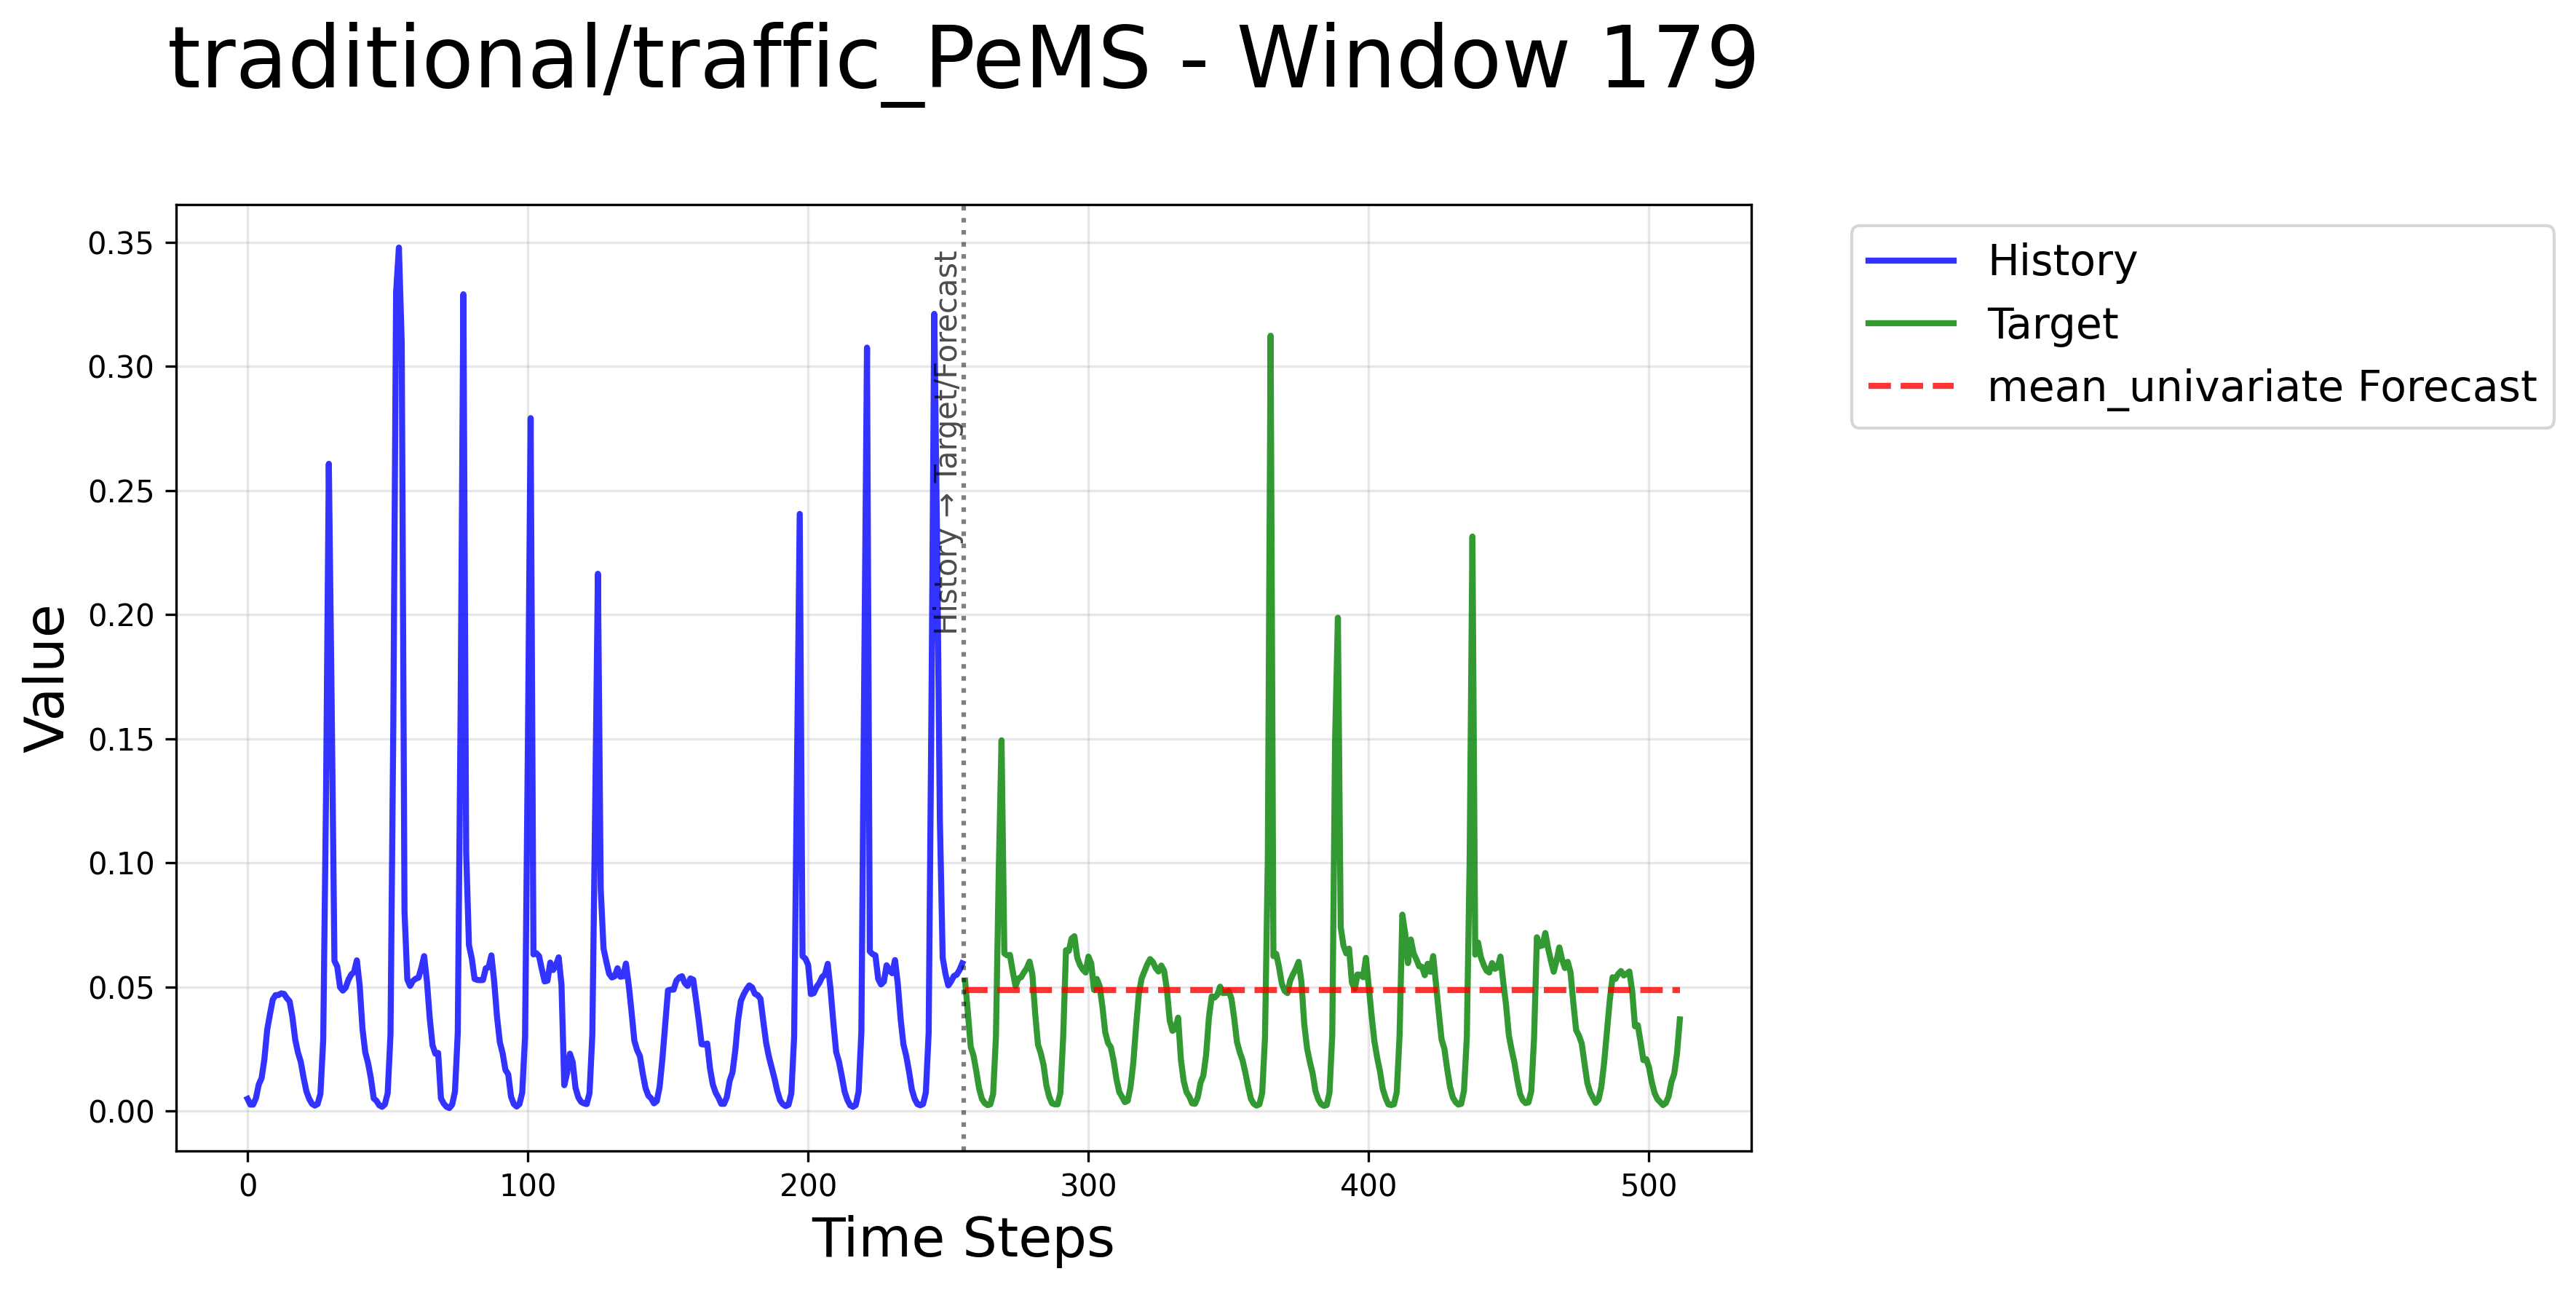 traditional/traffic_PeMS - Window 179
History
Target
mean_univariate Forecast
History → Target/Forecast
Value
0.35
0.30
0.25
0.20
0.15
0.10
0.05
0.00
0 100 200 300 400 500
Time Steps